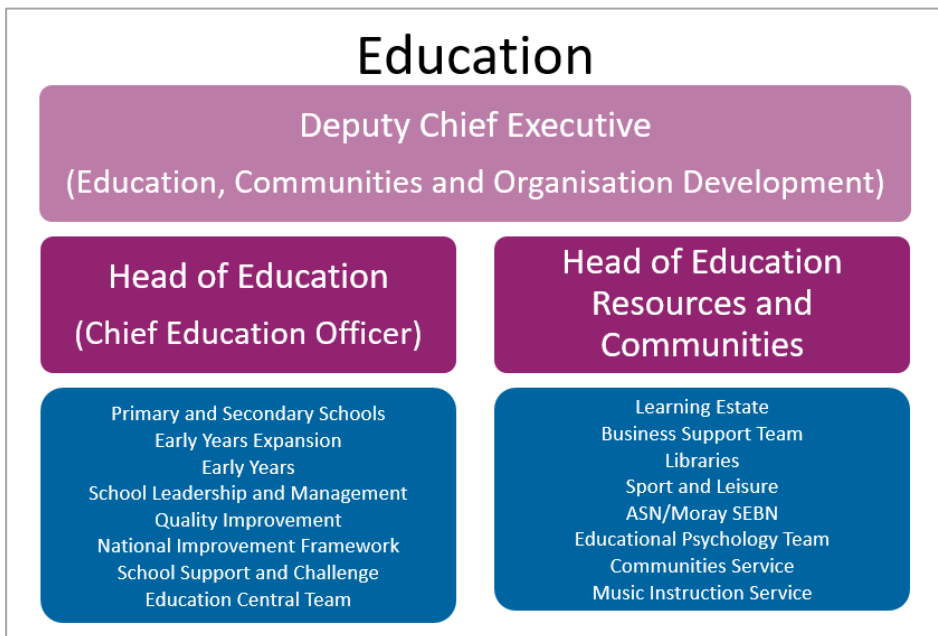 Education
Deputy Chief Executive
(Education, Communities and Organisation Development)
Head of Education
(Chief Education Officer)
Head of Education
Resources and
Communities
Primary and Secondary Schools
Early Years Expansion
Early Years
School Leadership and Management
Quality Improvement
National Improvement Framework
School Support and Challenge
Education Central Team
Learning Estate
Business Support Team
Libraries
Sport and Leisure
ASN/Moray SEBN
Educational Psychology Team
Communities Service
Music Instruction Service